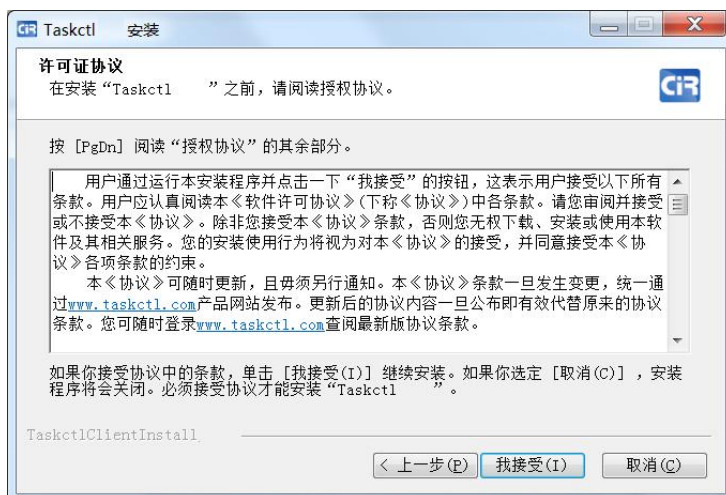 CiR Taskctl 安装
许可证协议
在安装“Taskctl ”之前，请阅读授权协议。
CiR
按 [PgDn] 阅读“授权协议”的其余部分。
用户通过运行本安装程序并点击一下“我接受”的按钮，这表示用户接受以下所有
条款。用户应认真阅读本《软件许可协议》(下称《协议》)中各条款。请您审阅并接受
或不接受本《协议》。除非您接受本《协议》条款，否则您无权下载、安装或使用本软
件及其相关服务。您的安装使用行为将视为对本《协议》的接受，并同意接受本《协
议》各项条款的约束。
本《协议》可随时更新，且毋须另行通知。本《协议》条款一旦发生变更，统一通
过www.taskctl.com产品网站发布。更新后的协议内容一旦公布即有效代替原来的协议
条款。您可随时登录www.taskctl.com查阅最新版协议条款。
如果你接受协议中的条款，单击 [我接受(I)] 继续安装。如果你选定 [取消(C)] ，安装
程序将会关闭。必须接受协议才能安装“Taskctl ”。
TaskctlClientInstall
< 上一步(P) 我接受(I) 取消(C)